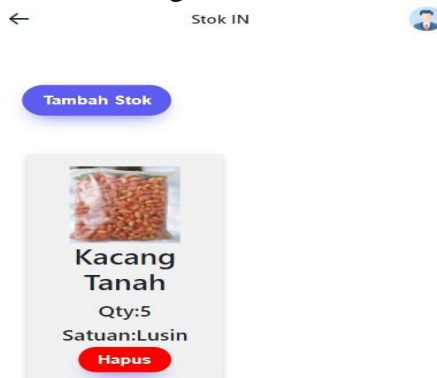 Stok IN
Tambah Stok
Kacang
Tanah
Qty:5
Satuan:Lusin
Hapus